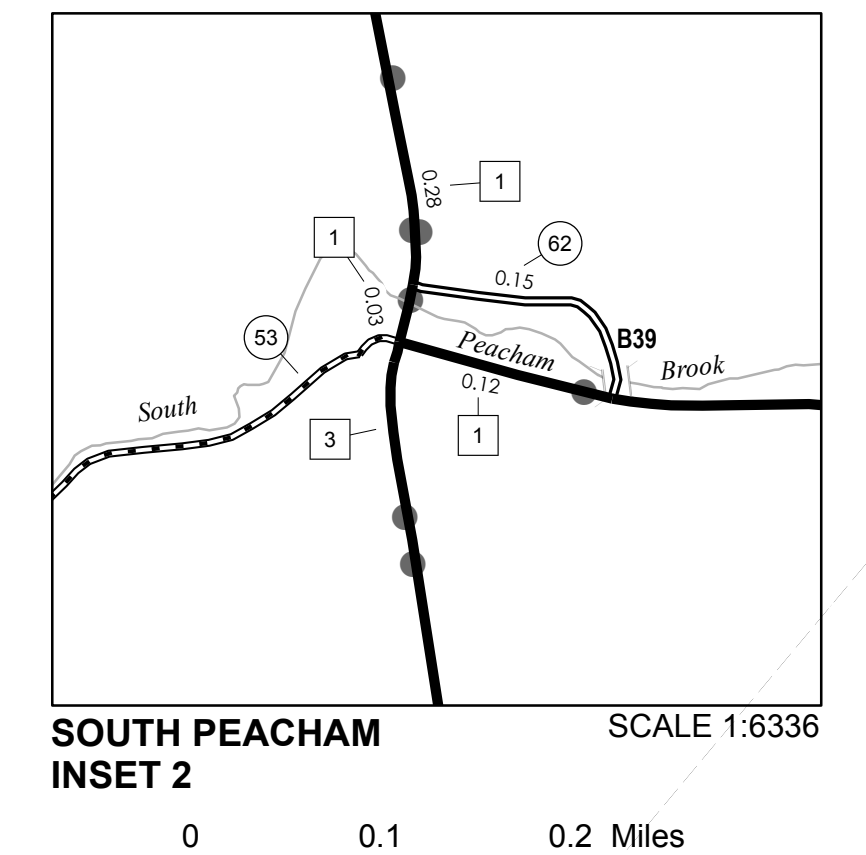 0.28
1
1
62
0.15
0.03
53
B39
Peacham
Brook
0.12
South
3
1
SOUTH PEACHAM
INSET 2
SCALE 1:6336
0 0.1 0.2 Miles